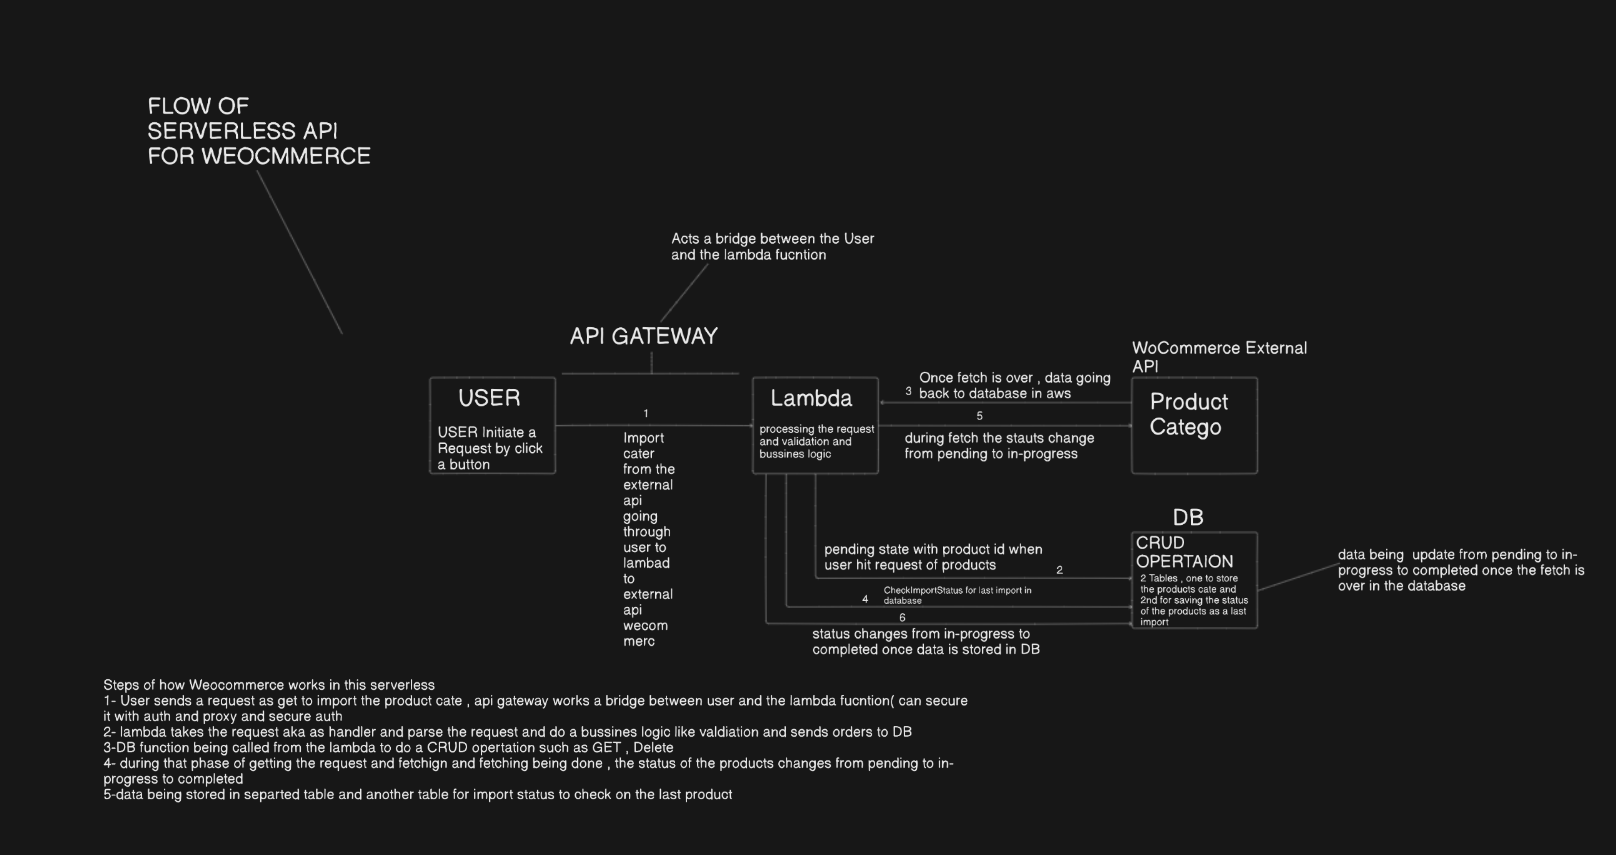 FLOW OF
SERVERLESS API
FOR WEOCMMERCE
Acts a bridge between the User
and the lambda fucntion
API GATEWAY
USER
USER Initiate a
Request by click
a button
1
Import
cater
from the
external
api
going
through
user to
lambad
to
external
api
wecom
merc
Lambda
processing the request
and validation and
bussines logic
3
Once fetch is over , data going
back to database in aws
5
during fetch the stauts change
from pending to in-progress
WoCommerce External
API
Product
Catego
pending state with product id when
user hit request of products
2
CheckImportStatus for last import in
database
4
6
status changes from in-progress to
completed once data is stored in DB
DB
CRUD
OPERTAION
2 Tables , one to store
the products cate and
2nd for saving the status
of the products as a last
import
data being  update from pending to in-
progress to completed once the fetch is
over in the database
Steps of how Weocommerce works in this serverless
1- User sends a request as get to import the product cate , api gateway works a bridge between user and the lambda fucntion( can secure
it with auth and proxy and secure auth
2- lambda takes the request aka as handler and parse the request and do a bussines logic like valdiation and sends orders to DB
3-DB function being called from the lambda to do a CRUD opertation such as GET , Delete
4- during that phase of getting the request and fetchign and fetching being done , the status of the products changes from pending to in-
progress to completed
5-data being stored in separted table and another table for import status to check on the last product